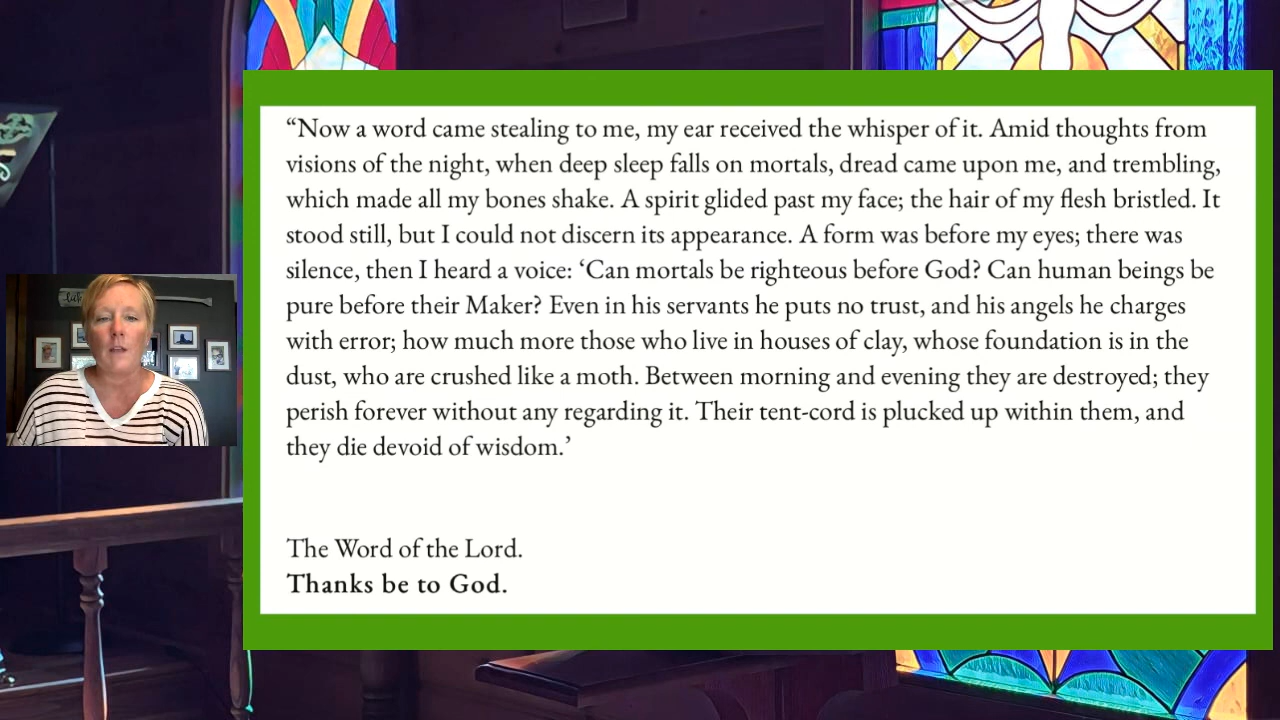 “Now a word came stealing to me, my ear received the whisper of it. Amid thoughts from
visions of the night, when deep sleep falls on mortals, dread came upon me, and trembling,
which made all my bones shake. A spirit glided past my face; the hair of my flesh bristled. It
stood still, but I could not discern its appearance. A form was before my eyes; there was
silence, then I heard a voice: ‘Can mortals be righteous before God? Can human beings be
pure before their Maker? Even in his servants he puts no trust, and his angels he charges
with error; how much more those who live in houses of clay, whose foundation is in the
dust, who are crushed like a moth. Between morning and evening they are destroyed; they
perish forever without any regarding it. Their tent-cord is plucked up within them, and
they die devoid of wisdom.’
The Word of the Lord.
Thanks be to God.